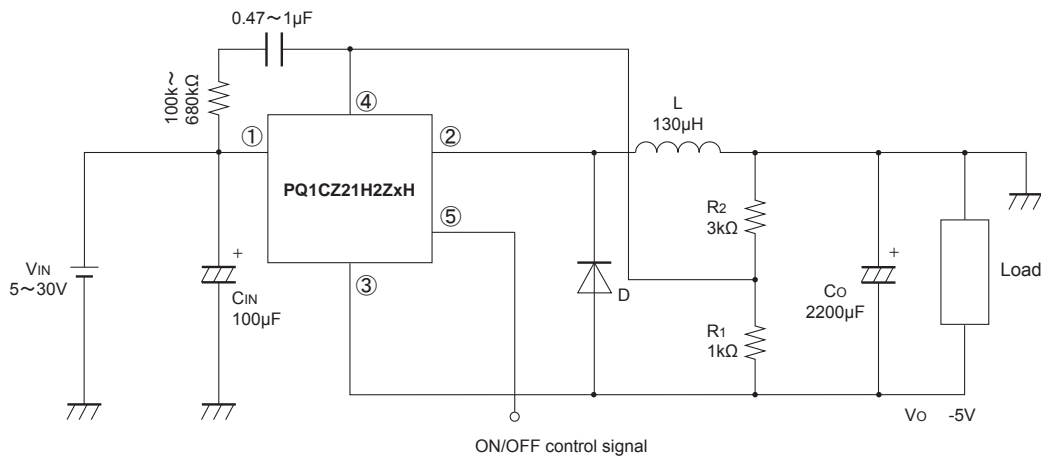 0.47~1μF
100k~
680kΩ
④
①
②
L
130μH
PQ1CZ21H2ZxH
⑤
③
R2
3kΩ
VIN
5~30V
+
CIN
100μF
D
R1
1kΩ
+
CO
2200μF
Load
VO -5V
ON/OFF control signal